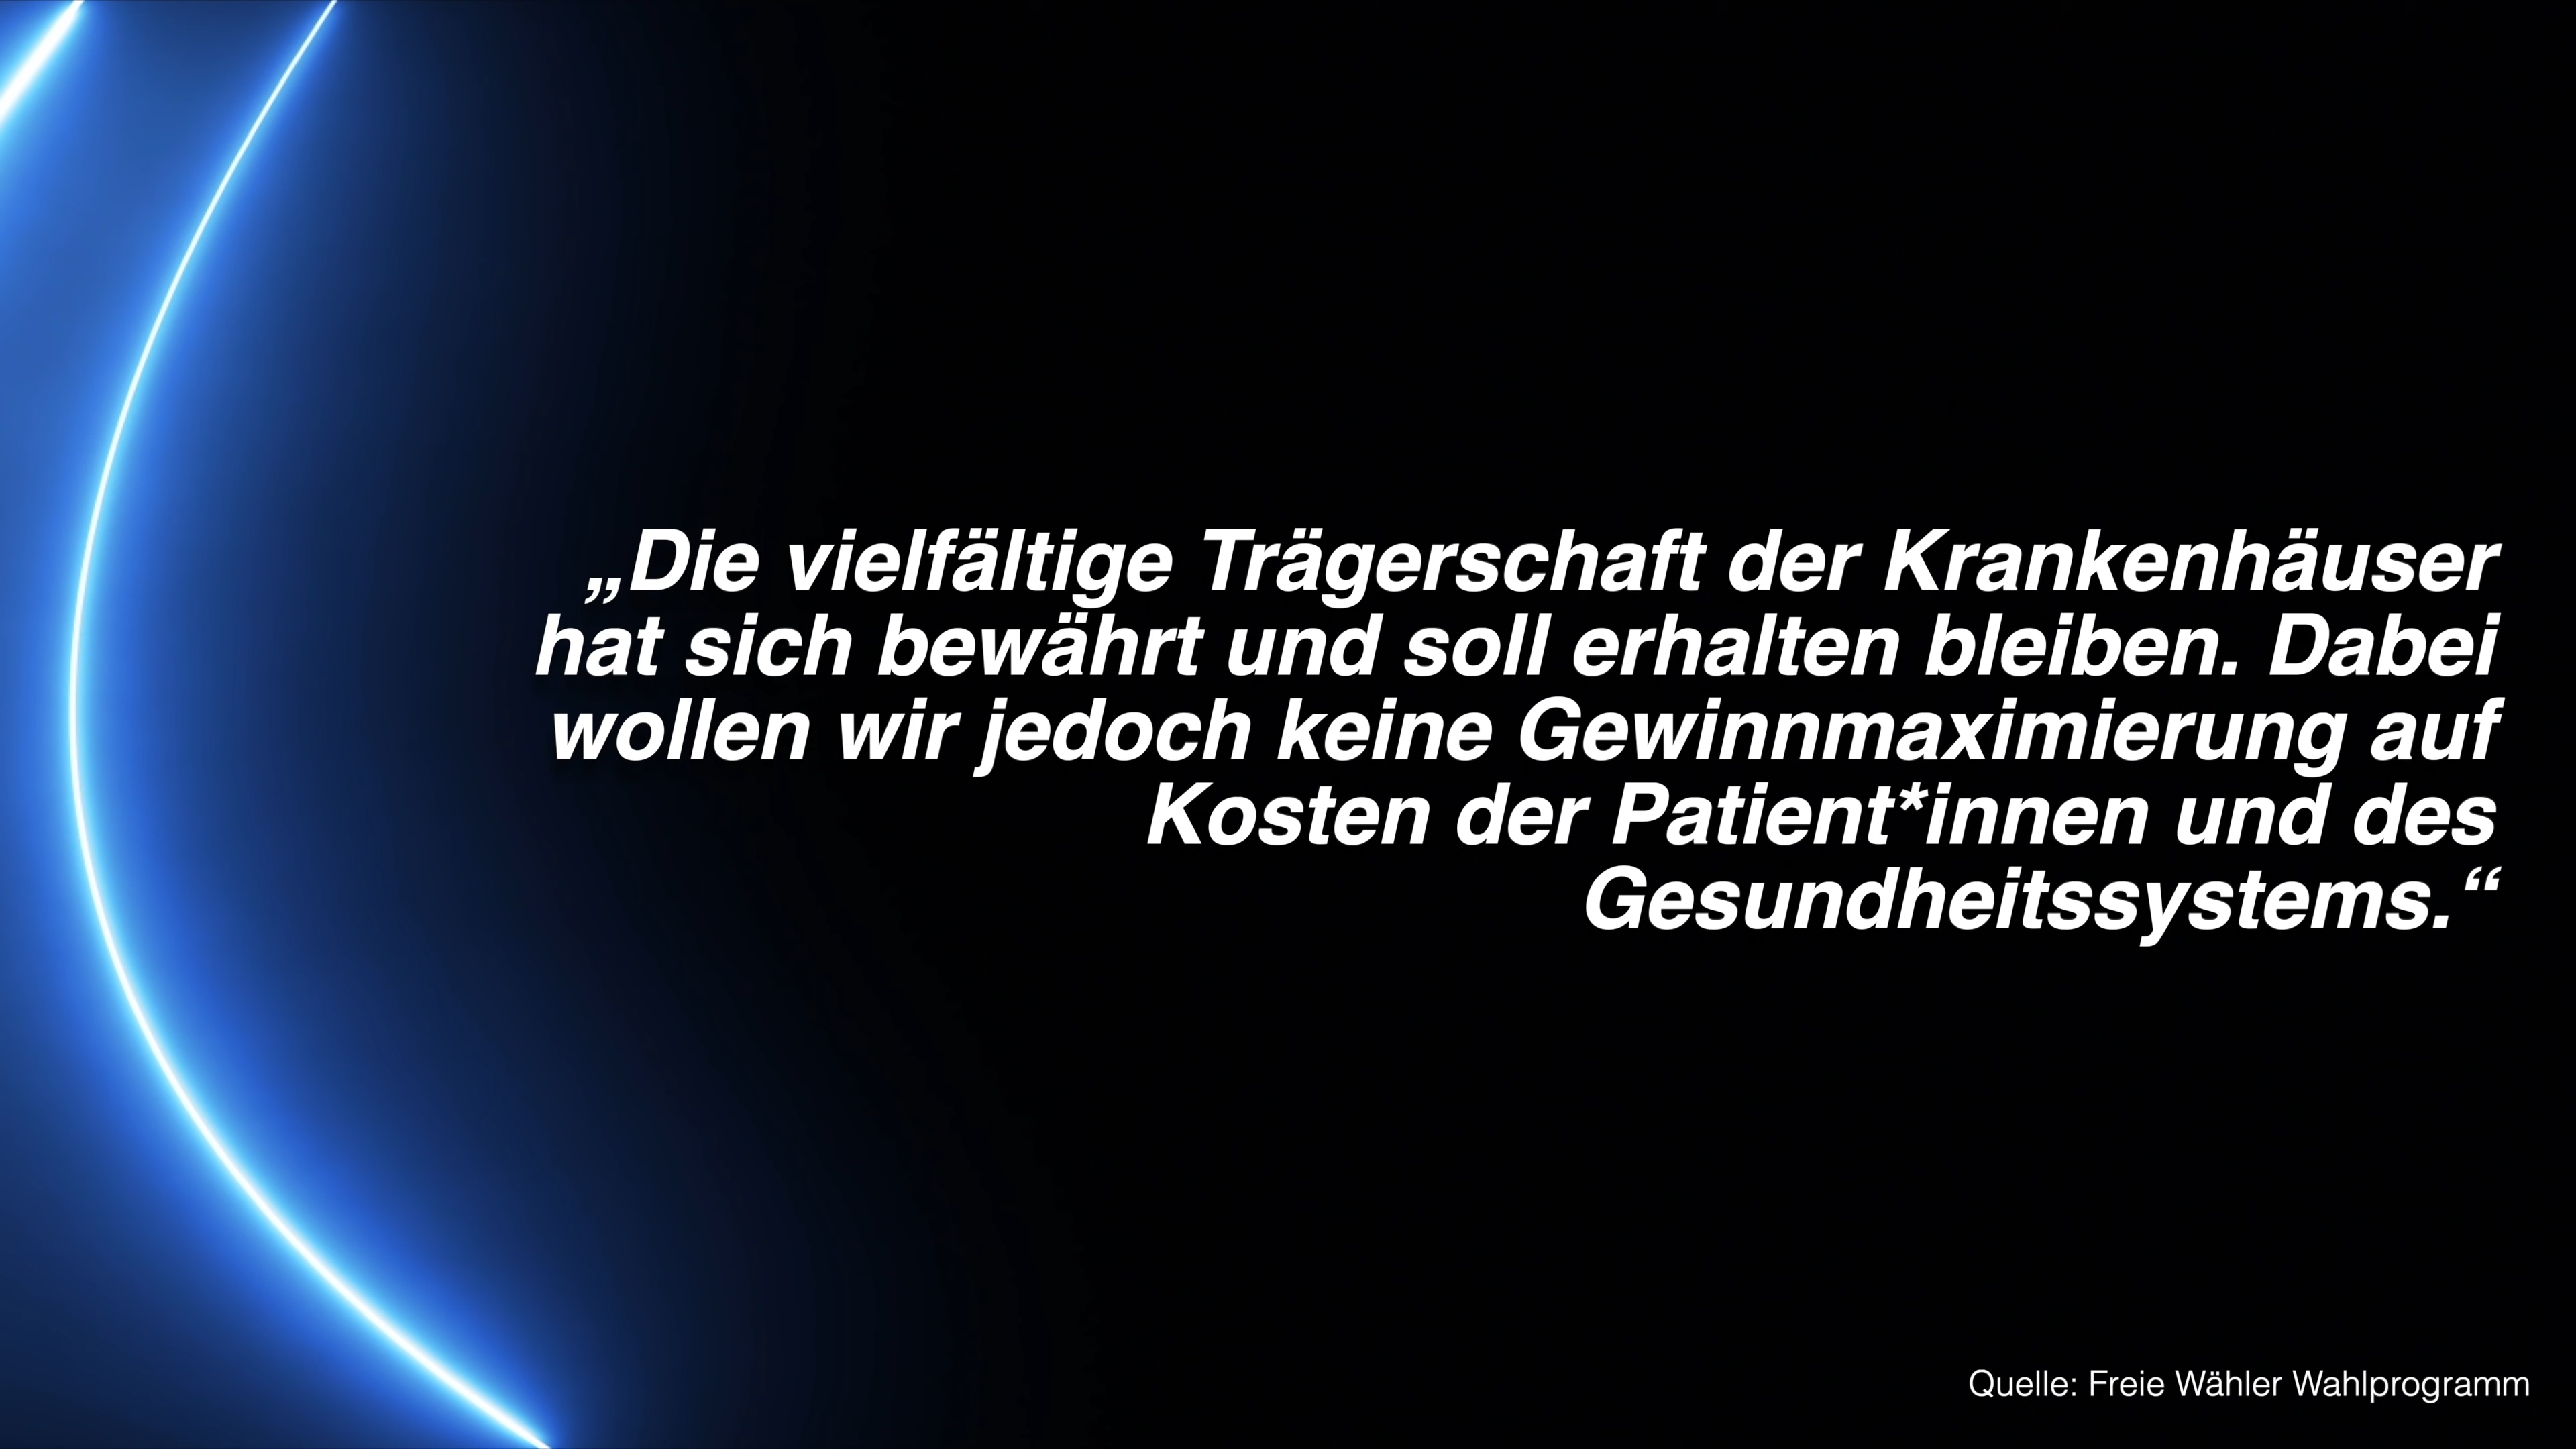 „Die vielfältige Trägerschaft der Krankenhäuser
hat sich bewährt und soll erhalten bleiben. Dabei
wollen wir jedoch keine Gewinnmaximierung auf
Kosten der Patient*innen und des
Gesundheitssystems.“
Quelle: Freie Wähler Wahlprogramm